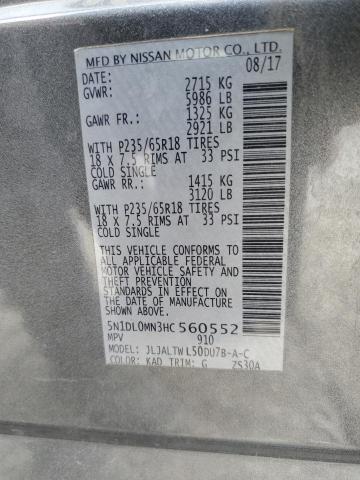 MFD BY NISSAN MOTOR CO., LTD.
DATE: 08/17
GVWR: 2715 KG
5986 LB
GAWR FR.: 1325 KG
2921 LB
WITH P235/65R18 TIRES
18 x 7.5 RIMS AT 33 PSI
COLD SINGLE
GAWR RR.: 1415 KG
3120 LB
WITH P235/65R18 TIRES
18 x 7.5 RIMS AT 33 PSI
COLD SINGLE
THIS VEHICLE CONFORMS TO
ALL APPLICABLE FEDERAL
MOTOR VEHICLE SAFETY AND
AND THEFT PREVENTION
STANDARDS IN EFFECT ON
THE DATE OF MANUFACTURE
SHOWN ABOVE.
5N1DL0MN3HC560552
MPV 910
MODEL: JLJALTWL50DU7B-A-C
COLOR: KAD TRIM: G ZS30A